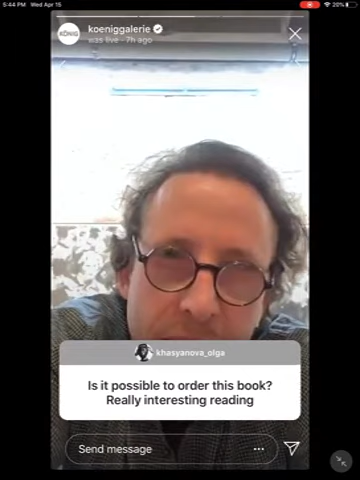 5:44 PM Wed Apr 15
20%
KÖNIG
koeniggalerie
was live · 7h ago
khasyanova_olga
Is it possible to order this book?
Really interesting reading
Send message